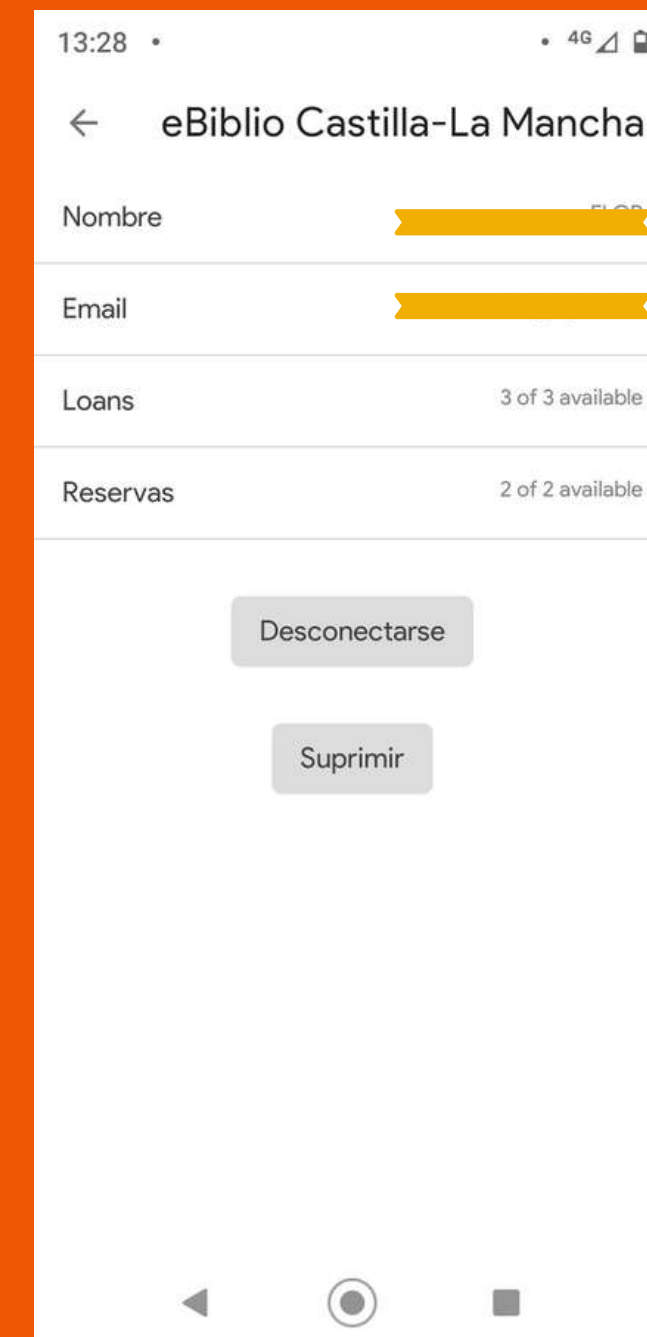 13:28
4G
eBiblio Castilla-La Mancha
Nombre
Email
Loans 3 of 3 available
Reservas 2 of 2 available
Desconectarse
Suprimir